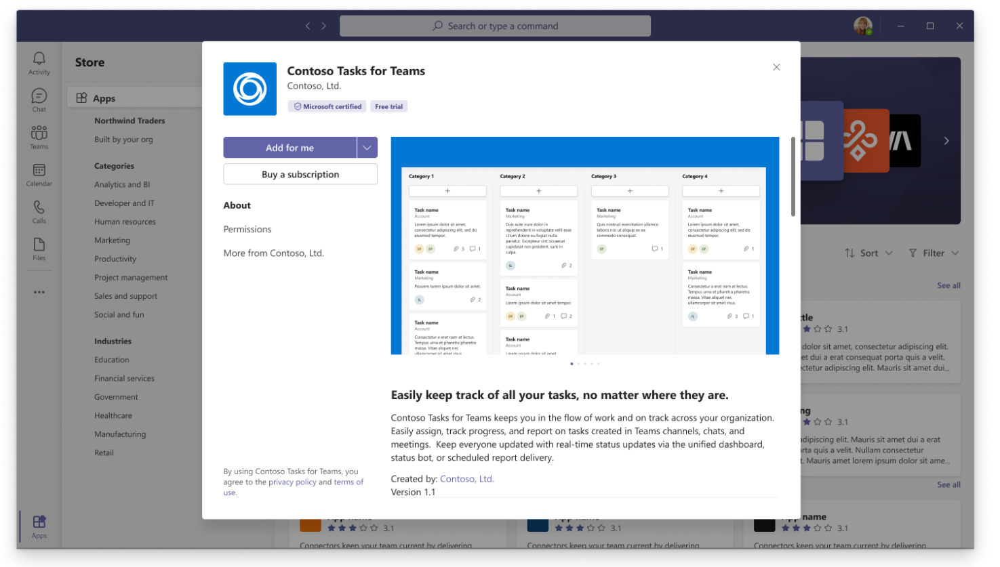 Search or type a command
Activity
Chat
Teams
Calendar
Calls
Files
Apps
Store
Apps
Northwind Traders
Built by your org
Categories
Analytics and BI
Developer and IT
Human resources
Marketing
Productivity
Project management
Sales and support
Social and fun
Industries
Education
Financial services
Government
Healthcare
Manufacturing
Retail
Contoso Tasks for Teams
Contoso, Ltd.
Microsoft certified
Free trial
Add for me
Buy a subscription
About
Permissions
More from Contoso, Ltd.
By using Contoso Tasks for Teams, you
agree to the privacy policy and terms of
use.
Category 1
Task name
Account
Lorem ipsum dolor sit amet,
consectetur adipiscing elit, sed do
eiusmod tempor.
DF EP 3 1
Task name
Marketing
Posuere lorem ipsum dolor sit amet.
IL 2
Task name
Account
Consectetur a erat nam at lectus.
Tempus urna et pharetra pharetra
massa. Vitae aliquet nec
ullamcorper sit amet risus.
Category 2
Task name
Marketing
Duis aute irure dolor in
reprehenderit in voluptate velit esse
cillum dolore eu fugiat nulla
pariatur. Excepteur sint occaecat
cupidatat non proident, sunt in
culpa.
IL 2
Task name
Account
Lorem ipsum dolor sit amet tempor.
DF EP 1 2
Task name
Account
Lorem ipsum dolor sit amet
Category 3
Task name
Marketing
Quis nostrud exercitation ullamco
laboris nisi ut aliquip ex ea
commodo consequat.
EP 1
Category 4
Task name
Account
Lorem ipsum dolor sit amet,
consectetur adipiscing elit, sed do
eiusmod tempor.
DF EP 1
Task name
Marketing
Consectetur a erat nam at lectus.
Tempus urna et pharetra pharetra
massa. Vitae aliquet nec
ullamcorper sit amet risus.
IL 3 1
Easily keep track of all your tasks, no matter where they are.
Contoso Tasks for Teams keeps you in the flow of work and on track across your organization.
Easily assign, track progress, and report on tasks created in Teams channels, chats, and
meetings. Keep everyone updated with real-time status updates via the unified dashboard,
status bot, or scheduled report delivery.
Created by: Contoso, Ltd.
Version 1.1
Sort
Filter
See all
tle
3.1
dolor sit amet, consectetur adipiscing elit.
et dui a erat consequat porta quis a velit.
ctetur adipiscing elit. Mauris sit amet dui...
ng
3.1
adipiscing elit. Mauris sit amet dui a erat
rta quis a velit. Nullam consectetur
t. Mauris amet lorem ipsum dolor sit ame...
See all
App name
3.1
Connectors keep your team current by delivering
App name
3.1
Connectors keep your team current by delivering
App name
3.1
Connectors keep your team current by delivering